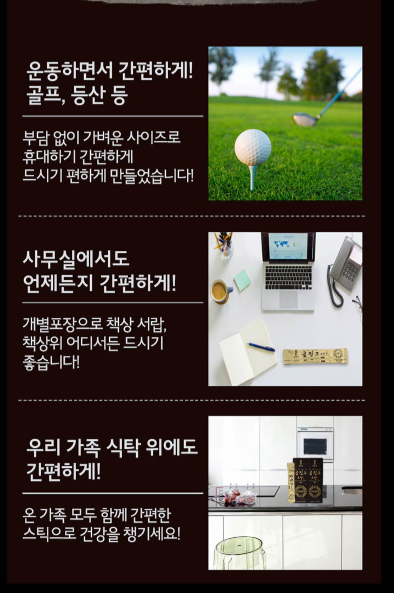 운동하면서 간편하게!
골프, 등산 등
부담 없이 가벼운 사이즈로
휴대하기 간편하게
드시기 편하게 만들었습니다!
사무실에서도
언제든지 간편하게!
개별포장으로 책상 서랍,
책상위 어디서든 드시기
좋습니다!
우리 가족 식탁 위에도
간편하게!
온 가족 모두 함께 간편한
스틱으로 건강을 챙기세요!